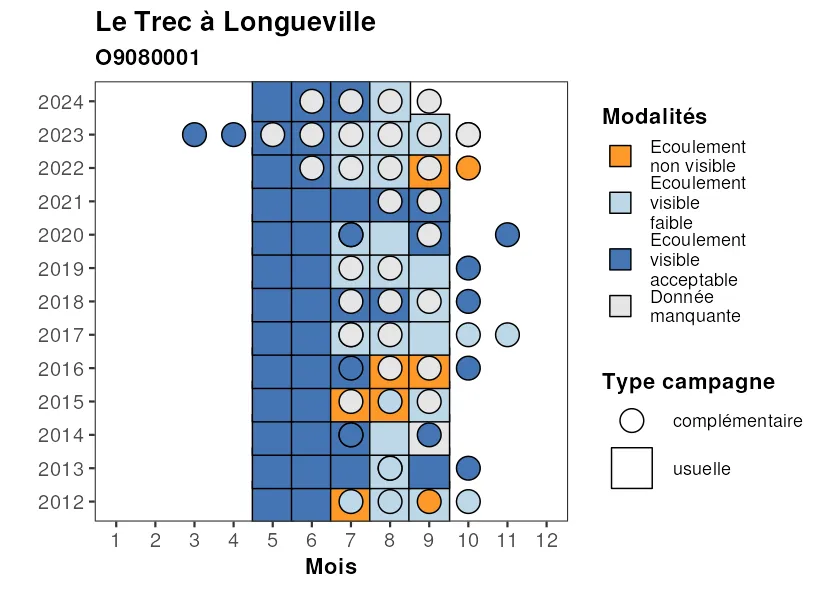 Le Trec à Longueville
O9080001
2024
2023
2022
2021
2020
2019
2018
2017
2016
2015
2014
2013
2012
1 2 3 4 5 6 7 8 9 10 11 12
Mois
Modalités
Ecoulement
non visible
Ecoulement
visible
faible
Ecoulement
visible
acceptable
Donnée
manquante
Type campagne
complémentaire
usuelle